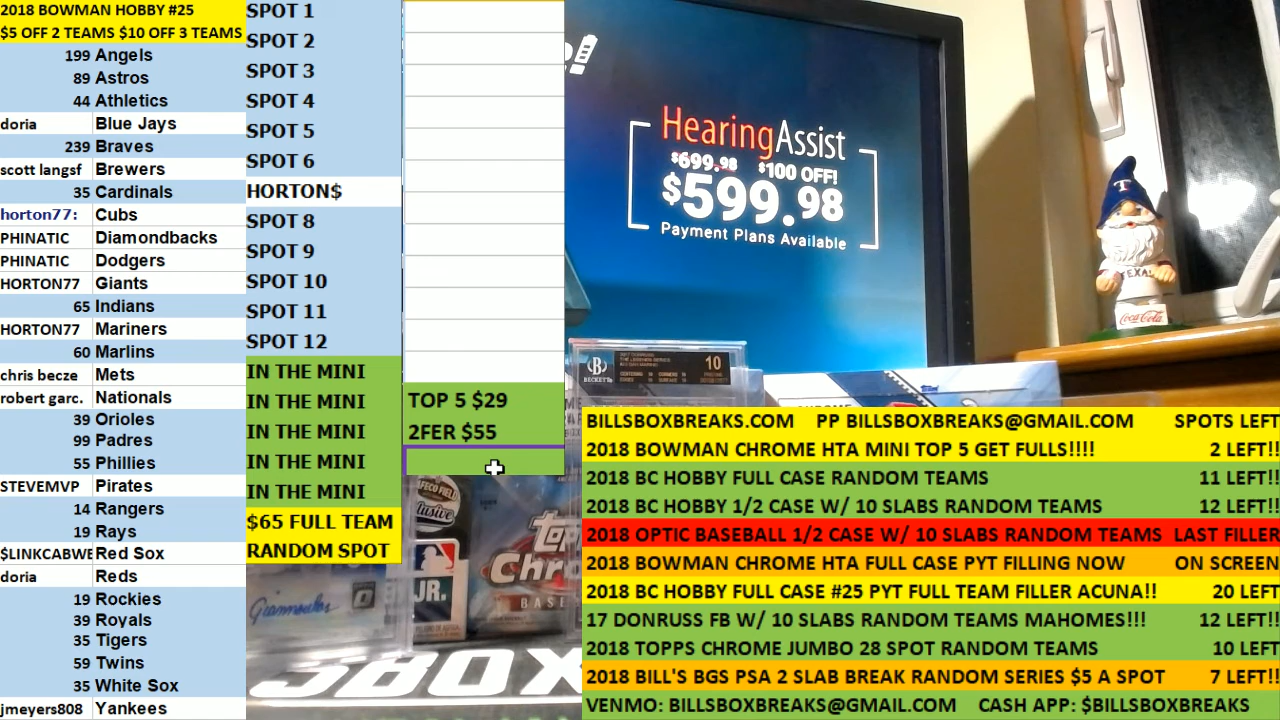 2018 BOWMAN HOBBY #25
$5 OFF 2 TEAMS $10 OFF 3 TEAMS
199 Angels
89 Astros
44 Athletics
doria Blue Jays
239 Braves
scott langsf Brewers
35 Cardinals
horton77: Cubs
PHINATIC Diamondbacks
PHINATIC Dodgers
HORTON77 Giants
65 Indians
HORTON77 Mariners
60 Marlins
chris becze Mets
robert garc. Nationals
39 Orioles
99 Padres
55 Phillies
STEVEMVP Pirates
14 Rangers
19 Rays
$LINKCABWE Red Sox
doria Reds
19 Rockies
39 Royals
35 Tigers
59 Twins
35 White Sox
jmeyers808 Yankees
SPOT 1
SPOT 2
SPOT 3
SPOT 4
SPOT 5
SPOT 6
HORTON$
SPOT 8
SPOT 9
SPOT 10
SPOT 11
SPOT 12
IN THE MINI
IN THE MINI
IN THE MINI
IN THE MINI
IN THE MINI
$65 FULL TEAM
RANDOM SPOT
TOP 5 $29
2FER $55
HearingAssist
$699.98 $100 OFF!
$599.98
Payment Plans Available
TEXAS
Coca-Cola
BECKETT
10
JR.
topps
Chro
BASE
SBOX
BILLSBOXBREAKS.COM PP BILLSBOXBREAKS@GMAIL.COM SPOTS LEFT
2018 BOWMAN CHROME HTA MINI TOP 5 GET FULLS!!!! 2 LEFT!!
2018 BC HOBBY FULL CASE RANDOM TEAMS 11 LEFT!!
2018 BC HOBBY 1/2 CASE W/ 10 SLABS RANDOM TEAMS 12 LEFT!!
2018 OPTIC BASEBALL 1/2 CASE W/ 10 SLABS RANDOM TEAMS LAST FILLER
2018 BOWMAN CHROME HTA FULL CASE PYT FILLING NOW ON SCREEN
2018 BC HOBBY FULL CASE #25 PYT FULL TEAM FILLER ACUNA!! 20 LEFT
17 DONRUSS FB W/ 10 SLABS RANDOM TEAMS MAHOMES!!! 12 LEFT!!
2018 TOPPS CHROME JUMBO 28 SPOT RANDOM TEAMS 10 LEFT
2018 BILL'S BGS PSA 2 SLAB BREAK RANDOM SERIES $5 A SPOT 7 LEFT!!
VENMO: BILLSBOXBREAKS@GMAIL.COM CASH APP: $BILLSBOXBREAKS